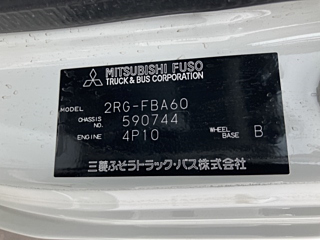 MITSUBISHI FUSO
TRUCK & BUS CORPORATION
MODEL 2RG-FBA60
CHASSIS NO. 590744
ENGINE 4P10 WHEEL BASE B
三菱ふそうトラック・バス株式会社